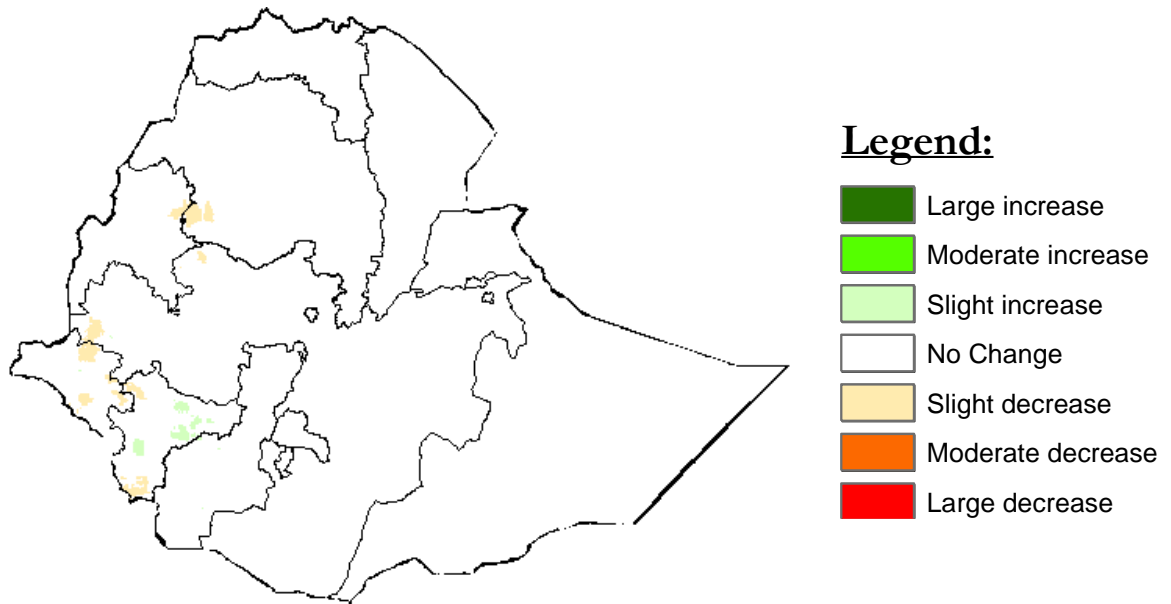 Legend:
Large increase
Moderate increase
Slight increase
No Change
Slight decrease
Moderate decrease
Large decrease